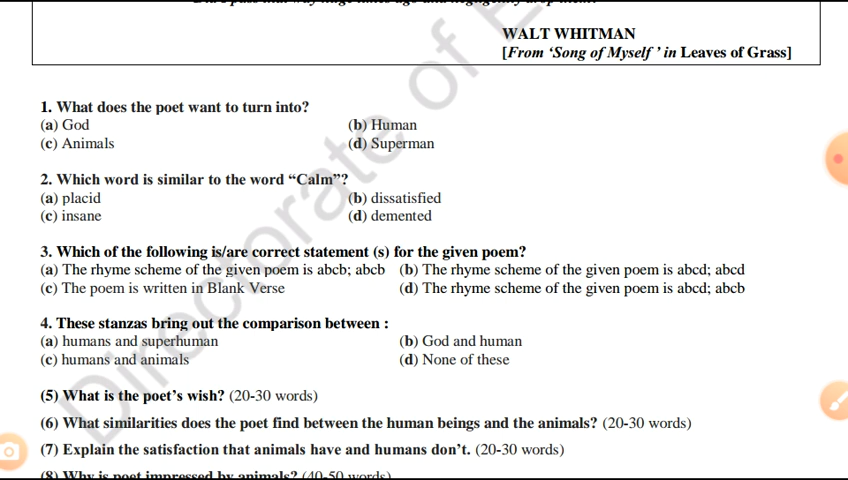 WALT WHITMAN
[From ‘Song of Myself ’ in Leaves of Grass]
1. What does the poet want to turn into?
(a) God (b) Human
(c) Animals (d) Superman
2. Which word is similar to the word “Calm”?
(a) placid (b) dissatisfied
(c) insane (d) demented
3. Which of the following is/are correct statement (s) for the given poem?
(a) The rhyme scheme of the given poem is abcb; abcb (b) The rhyme scheme of the given poem is abcd; abcd
(c) The poem is written in Blank Verse (d) The rhyme scheme of the given poem is abcd; abcb
4. These stanzas bring out the comparison between :
(a) humans and superhuman (b) God and human
(c) humans and animals (d) None of these
(5) What is the poet’s wish? (20-30 words)
(6) What similarities does the poet find between the human beings and the animals? (20-30 words)
(7) Explain the satisfaction that animals have and humans don’t. (20-30 words)
(8) Why is poet impressed by animals? (40-50 words)
Directorate of E